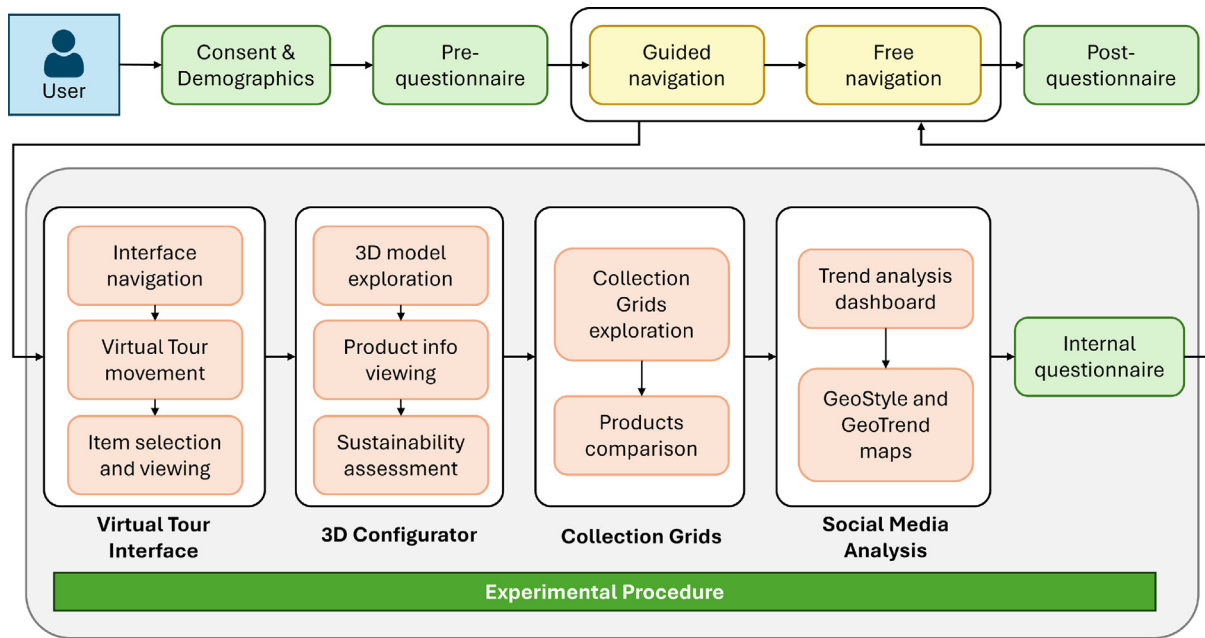 User
Consent &
Demographics
Pre-
questionnaire
Guided
navigation
Free
navigation
Post-
questionnaire
Interface
navigation
Virtual Tour
movement
Item selection
and viewing
Virtual Tour
Interface
3D model
exploration
Product info
viewing
Sustainability
assessment
3D Configurator
Collection
Grids
exploration
Products
comparison
Collection Grids
Trend analysis
dashboard
GeoStyle and
GeoTrend
maps
Social Media
Analysis
Internal
questionnaire
Experimental Procedure